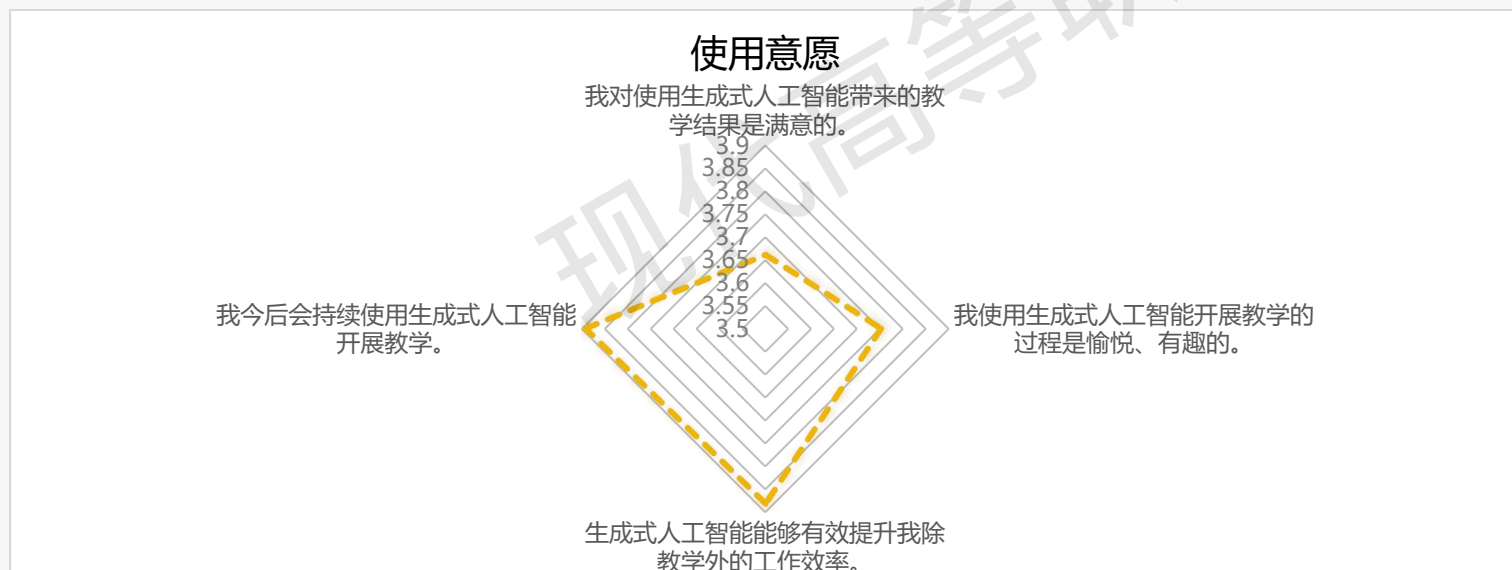 使用意愿
我对使用生成式人工智能带来的教
学结果是满意的。
3.9
3.85
3.8
3.75
3.7
3.65
3.6
3.55
3.5
我今后会持续使用生成式人工智能
开展教学。
我使用生成式人工智能开展教学的
过程是愉悦、有趣的。
生成式人工智能能够有效提升我除
教学外的工作效率。
现代高等职